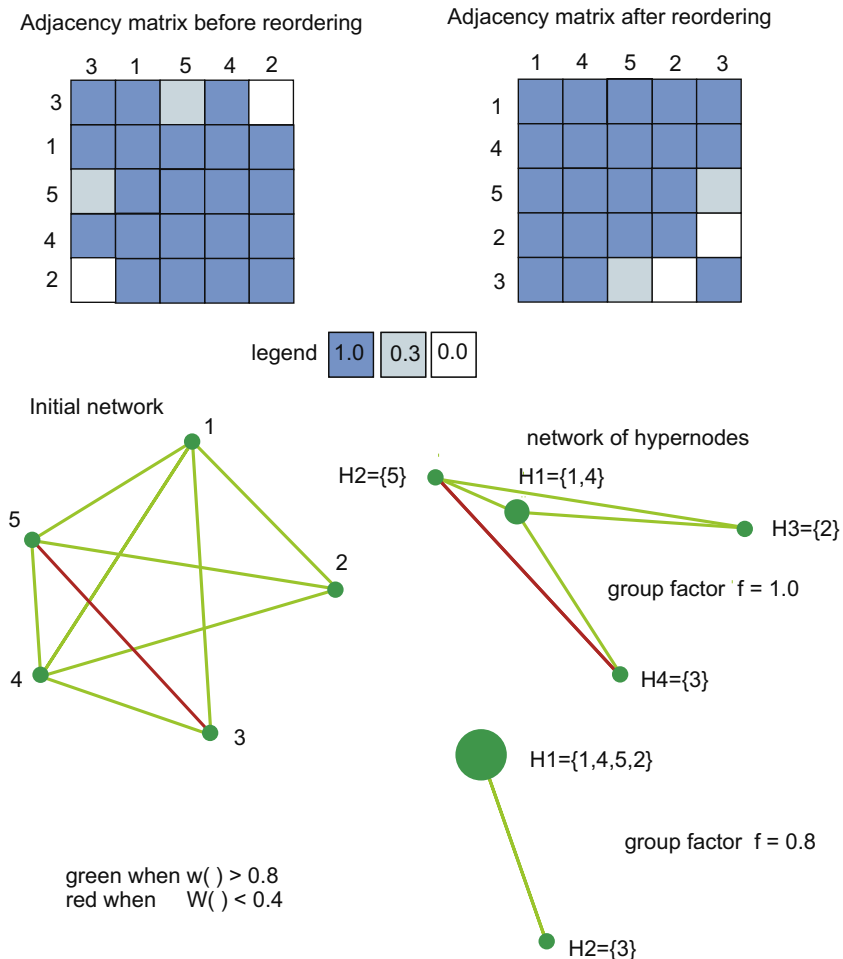 Adjacency matrix before reordering
3 1 5 4 2
3
1
5
4
2
Adjacency matrix after reordering
1 4 5 2 3
1
4
5
2
3
legend 1.0 0.3 0.0
Initial network
1
5
2
4
3
green when w( ) > 0.8
red when W( ) < 0.4
network of hypernodes
H2={5}
H1={1,4}
H3={2}
group factor f = 1.0
H4={3}
H1={1,4,5,2}
group factor f = 0.8
H2={3}